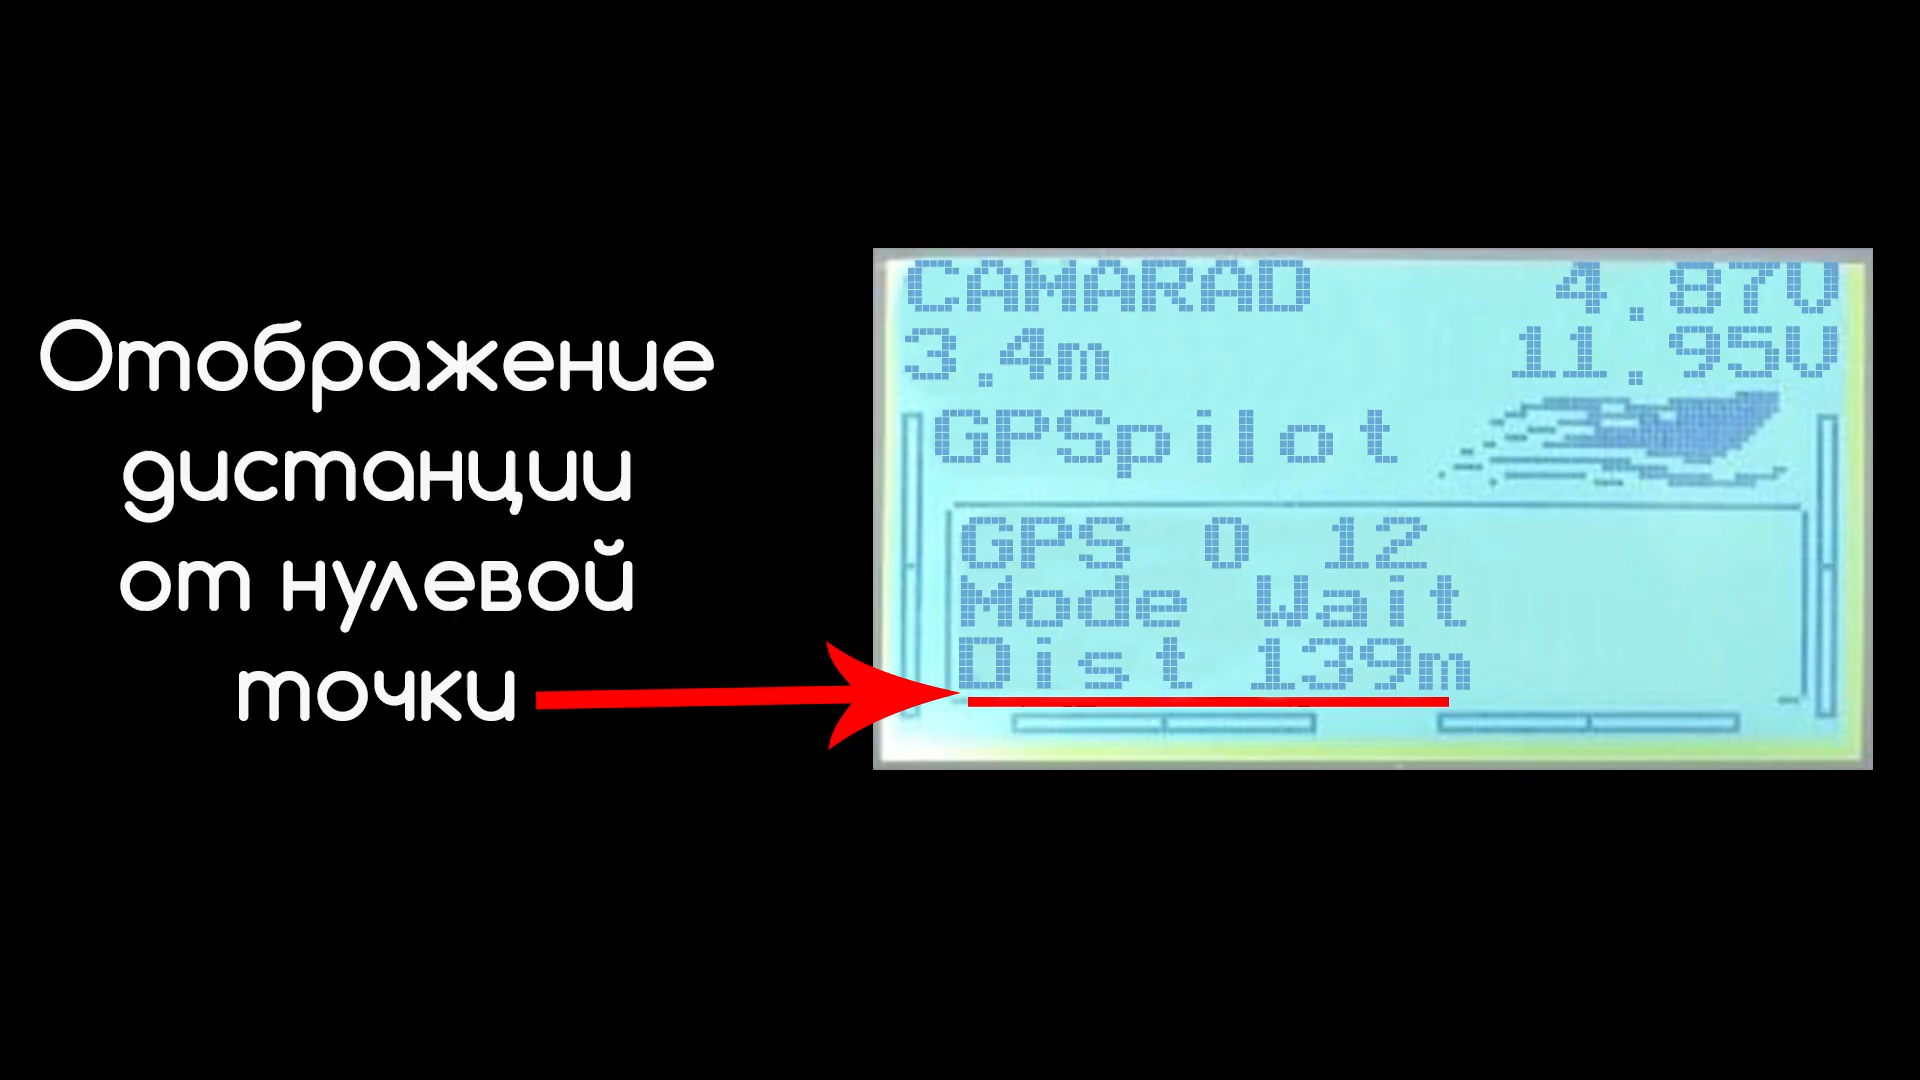 Отображение
дистанции
от нулевой
точки
CAMARAD 4.87V
3.4m 11.95V
GPSpilot
GPS 0 12
Mode Wait
Dist 139m